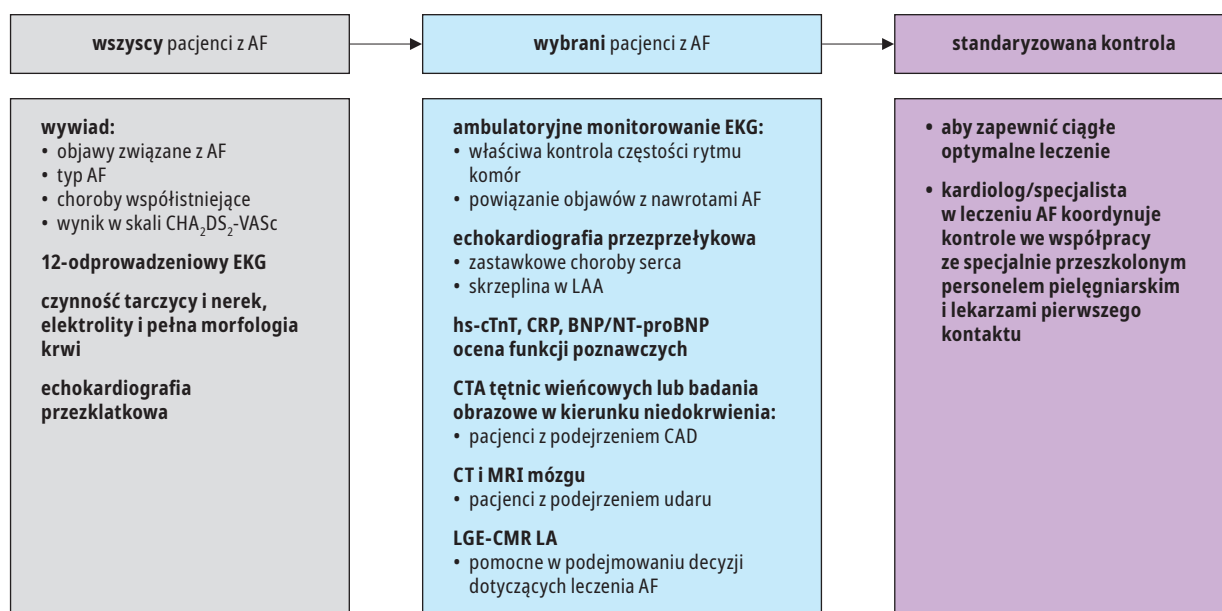 wszyscy pacjenci z AF
wybrani pacjenci z AF
standaryzowana kontrola
wywiad:
• objawy związane z AF
• typ AF
• choroby współistniejące
• wynik w skali CHA₂DS₂-VASc
12-odprowadzeniowy EKG
czynność tarczycy i nerek,
elektrolity i pełna morfologia
krwi
echokardiografia
przezklatkowa
ambulatoryjne monitorowanie EKG:
• właściwa kontrola częstości rytmu
komór
• powiązanie objawów z nawrotami AF
echokardiografia przezprzełykowa
• zastawkowe choroby serca
• skrzeplina w LAA
hs-cTnT, CRP, BNP/NT-proBNP
ocena funkcji poznawczych
CTA tętnic wieńcowych lub badania
obrazowe w kierunku niedokrwienia:
• pacjenci z podejrzeniem CAD
CT i MRI mózgu
• pacjenci z podejrzeniem udaru
LGE-CMR LA
• pomocne w podejmowaniu decyzji
dotyczących leczenia AF
• aby zapewnić ciągłe
optymalne leczenie
• kardiolog/specjalista
w leczeniu AF koordynuje
kontrole we współpracy
ze specjalnie przeszkolonym
personelem pielęgniarskim
i lekarzami pierwszego
kontaktu